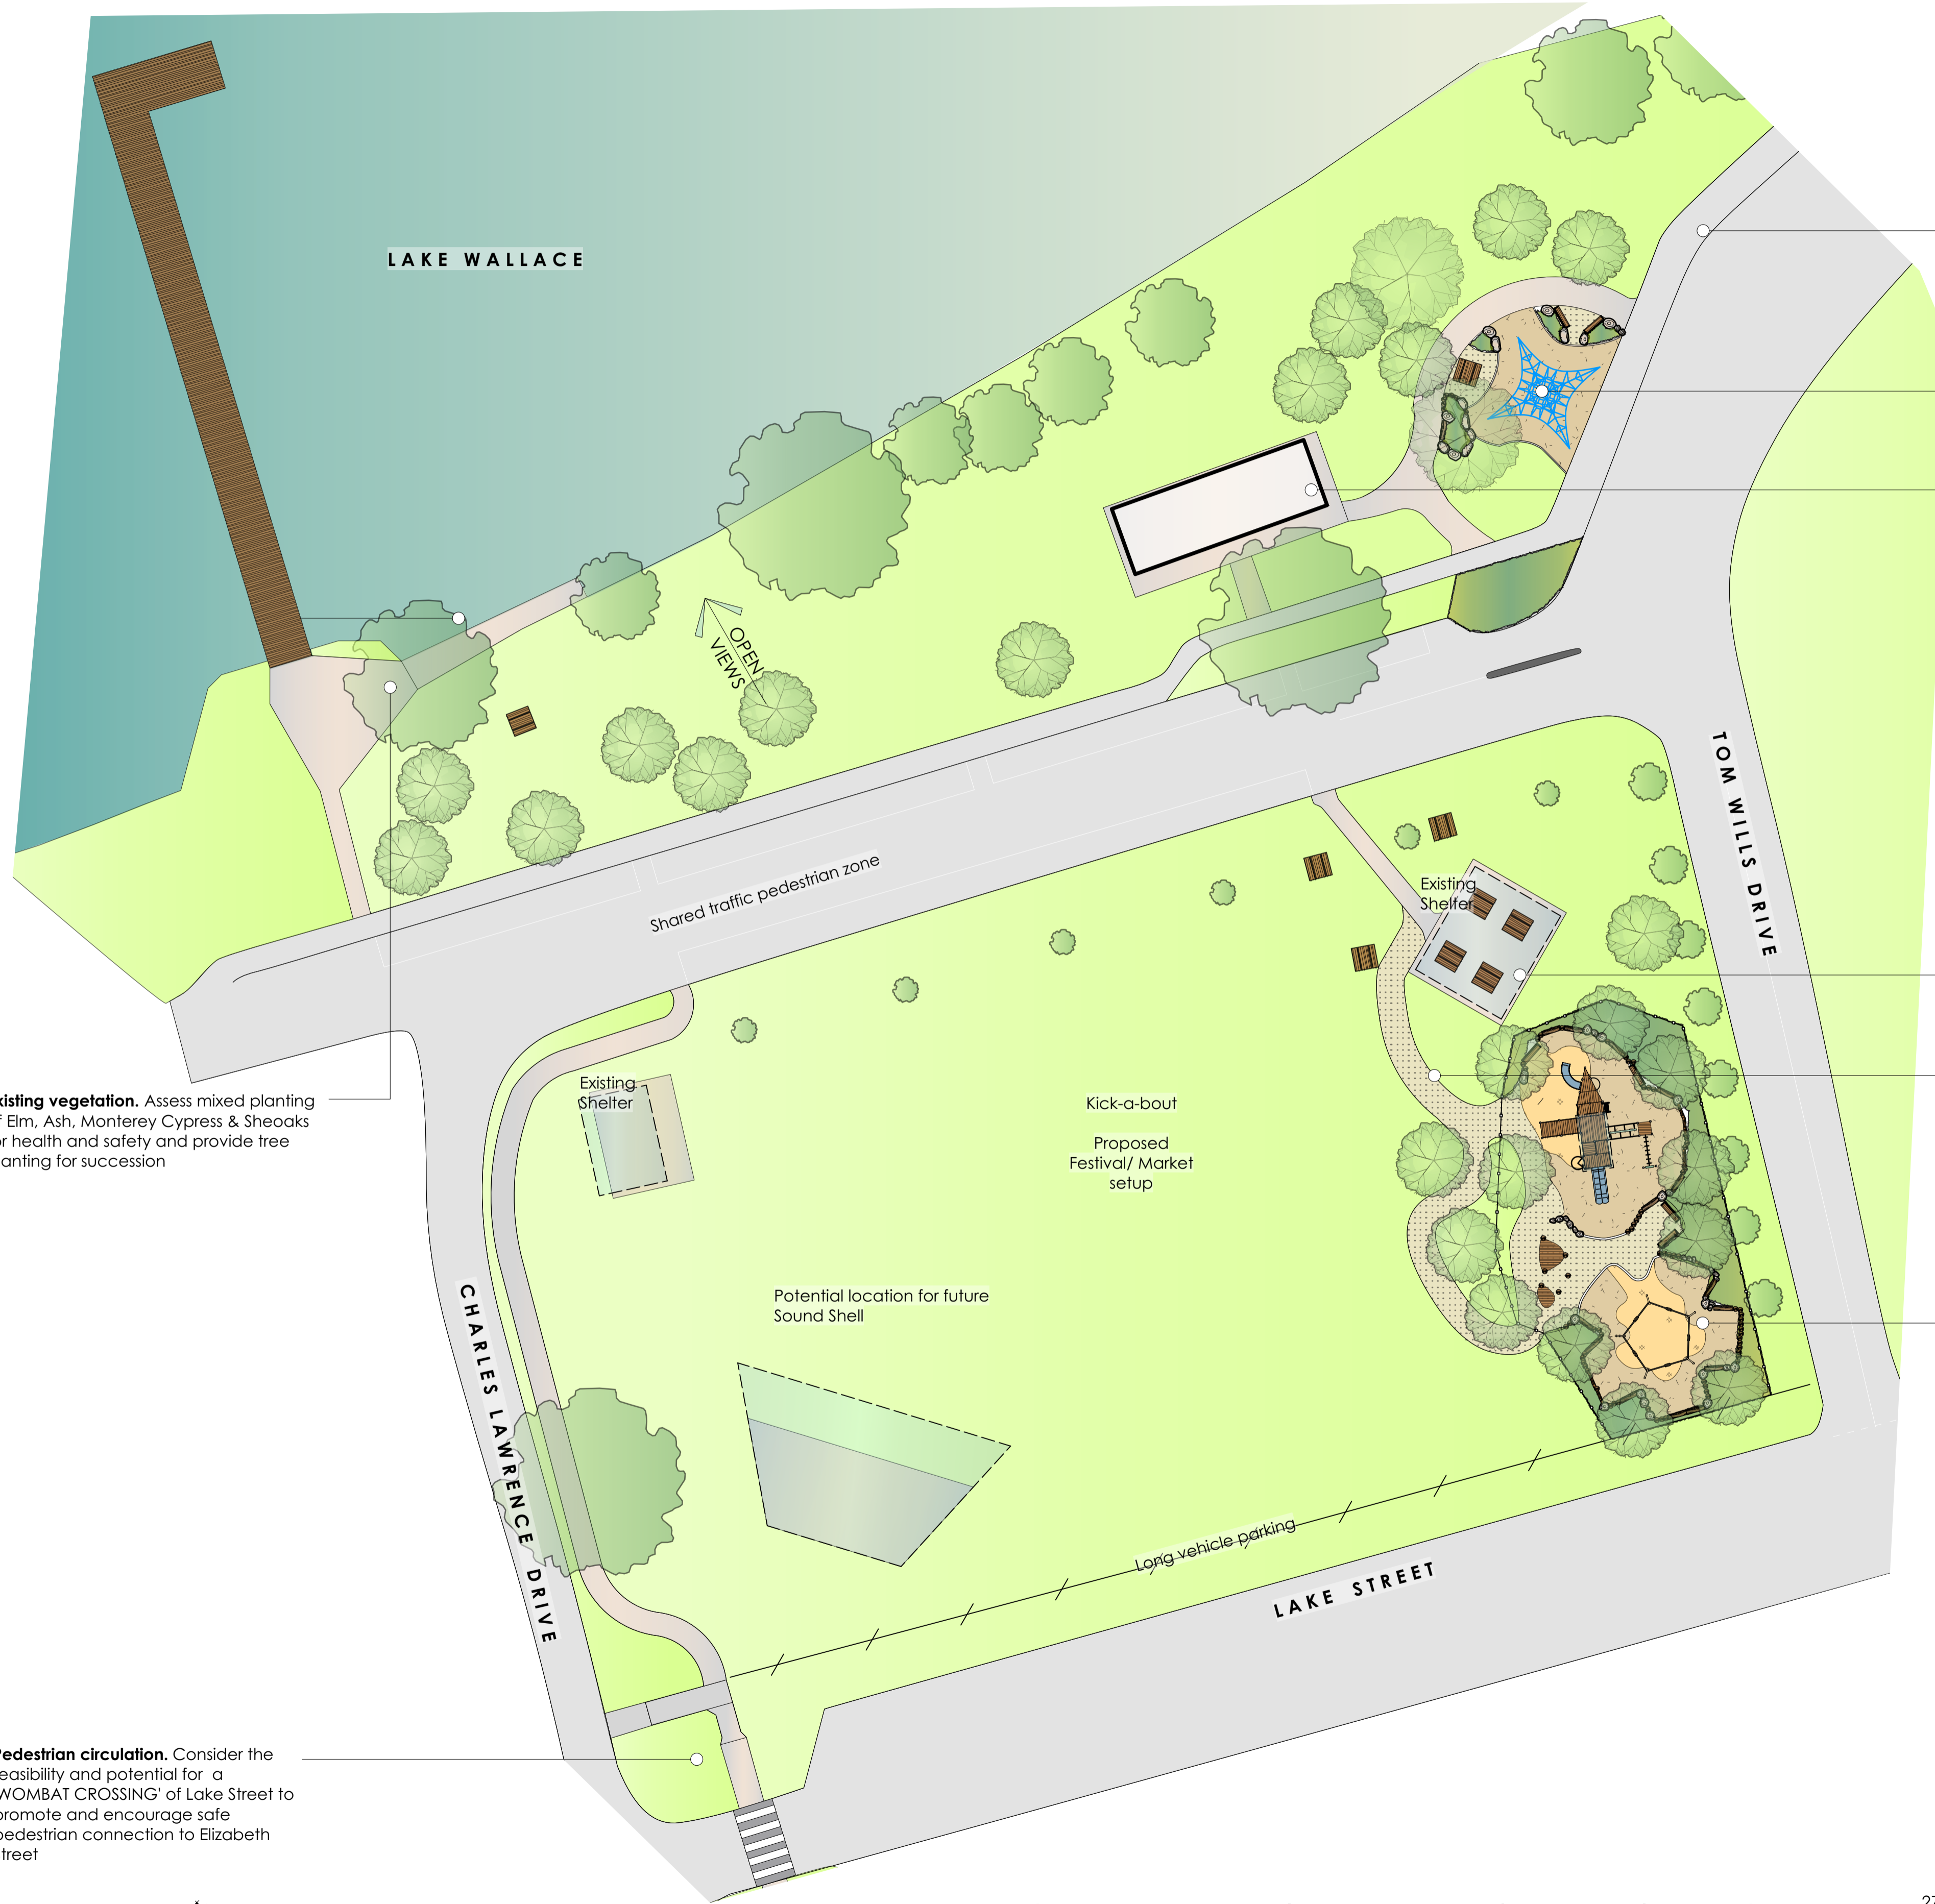 LAKE WALLACE
OPEN
VIEWS
Shared traffic pedestrian zone
TOM WILLS DRIVE
Existing
Shelter
Existing
Shelter
xisting vegetation. Assess mixed planting
f Elm, Ash, Monterey Cypress & Sheoaks
or health and safety and provide tree
anting for succession
Kick-a-bout
Proposed
Festival/ Market
setup
Potential location for future
Sound Shell
CHARLES LAWRENCE DRIVE
Long vehicle parking
LAKE STREET
Pedestrian circulation. Consider the
easibility and potential for a
WOMBAT CROSSING' of Lake Street to
promote and encourage safe
pedestrian connection to Elizabeth
treet